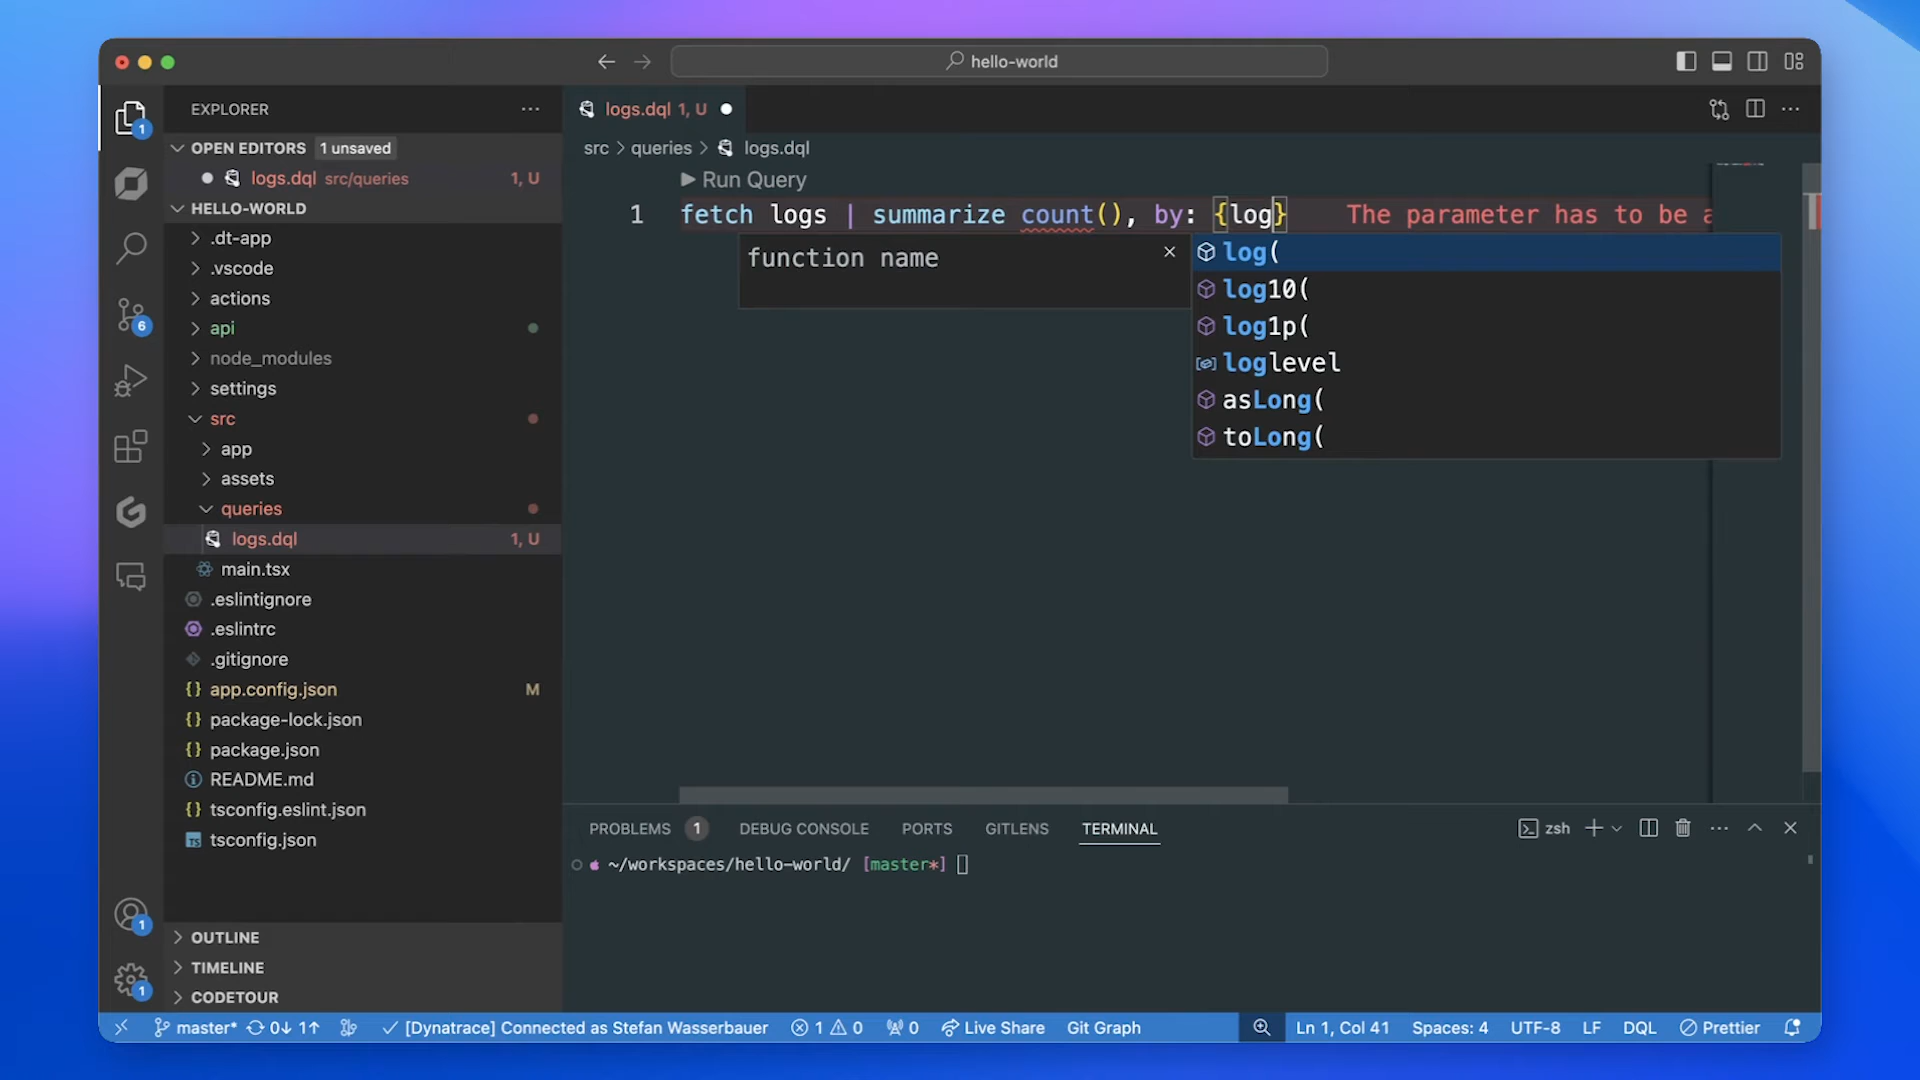 hello-world
EXPLORER
OPEN EDITORS 1 unsaved
logs.dql src/queries 1, U
HELLO-WORLD
.dt-app
.vscode
actions
api
node_modules
settings
src
app
assets
queries
logs.dql 1, U
main.tsx
.eslintignore
.eslintrc
.gitignore
app.config.json M
package-lock.json
package.json
README.md
tsconfig.eslint.json
tsconfig.json
OUTLINE
TIMELINE
CODETOUR
1
6
1
1
logs.dql 1, U
src > queries > logs.dql
Run Query
1 fetch logs | summarize count(), by: {log} The parameter has to be a
function name
log(
log10(
log1p(
loglevel
asLong(
toLong(
PROBLEMS 1 DEBUG CONSOLE PORTS GITLENS TERMINAL zsh
~/workspaces/hello-world/ [master*]
master* 0↓ 1↑ [Dynatrace] Connected as Stefan Wasserbauer 1 0 0 Live Share Git Graph Ln 1, Col 41 Spaces: 4 UTF-8 LF DQL Prettier